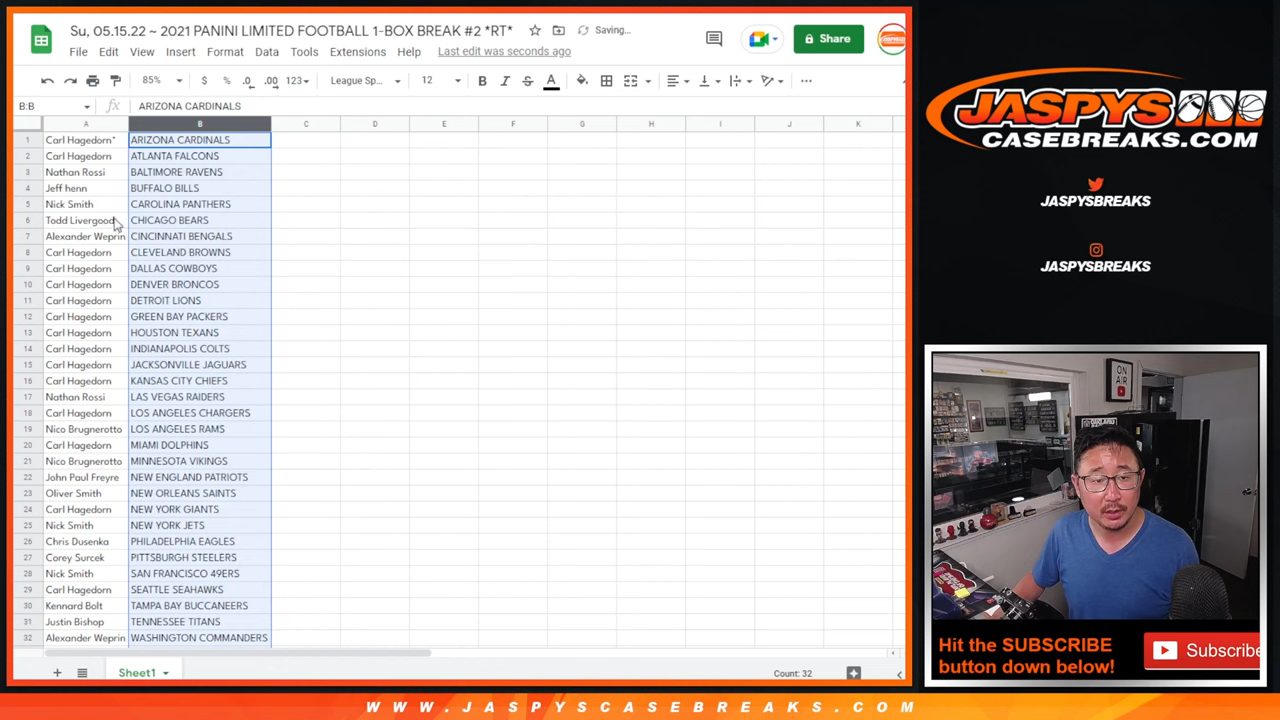 Su, 05.15.22 ~ 2021 PANINI LIMITED FOOTBALL 1-BOX BREAK #2 *RT*
Saving...
File Edit View Insert Format Data Tools Extensions Help Last edit was seconds ago
Share
85% $ % .0 .00 123 League Sp... 12 B I S A
B:B fx ARIZONA CARDINALS
A B C D E F G H I J K
1 Carl Hagedorn* ARIZONA CARDINALS
2 Carl Hagedorn ATLANTA FALCONS
3 Nathan Rossi BALTIMORE RAVENS
4 Jeff henn BUFFALO BILLS
5 Nick Smith CAROLINA PANTHERS
6 Todd Livergood CHICAGO BEARS
7 Alexander Weprin CINCINNATI BENGALS
8 Carl Hagedorn CLEVELAND BROWNS
9 Carl Hagedorn DALLAS COWBOYS
10 Carl Hagedorn DENVER BRONCOS
11 Carl Hagedorn DETROIT LIONS
12 Carl Hagedorn GREEN BAY PACKERS
13 Carl Hagedorn HOUSTON TEXANS
14 Carl Hagedorn INDIANAPOLIS COLTS
15 Carl Hagedorn JACKSONVILLE JAGUARS
16 Carl Hagedorn KANSAS CITY CHIEFS
17 Nathan Rossi LAS VEGAS RAIDERS
18 Carl Hagedorn LOS ANGELES CHARGERS
19 Nico Brugnerotto LOS ANGELES RAMS
20 Carl Hagedorn MIAMI DOLPHINS
21 Nico Brugnerotto MINNESOTA VIKINGS
22 John Paul Freyre NEW ENGLAND PATRIOTS
23 Oliver Smith NEW ORLEANS SAINTS
24 Carl Hagedorn NEW YORK GIANTS
25 Nick Smith NEW YORK JETS
26 Chris Dusenka PHILADELPHIA EAGLES
27 Corey Surcek PITTSBURGH STEELERS
28 Nick Smith SAN FRANCISCO 49ERS
29 Carl Hagedorn SEATTLE SEAHAWKS
30 Kennard Bolt TAMPA BAY BUCCANEERS
31 Justin Bishop TENNESSEE TITANS
32 Alexander Weprin WASHINGTON COMMANDERS
Sheet1
Count: 32
JASPYS
CASEBREAKS.COM
JASPYSBREAKS
JASPYSBREAKS
ON
AIR
Hit the SUBSCRIBE
button down below!
Subscribe
WWW.JASPYSCASEBREAKS.COM